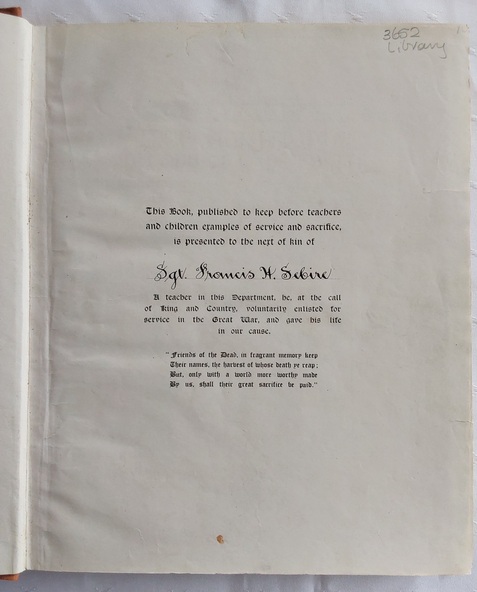 3652
Library
This Book, published to keep before teachers
and children examples of service and sacrifice,
is presented to the next of kin of
Sgt. Francis H. Sebire
A teacher in this Department, he, at the call
of King and Country, voluntarily enlisted for
service in the Great War, and gave his life
in our cause.
"Friends of the Dead, in fragrant memory keep
Their names, the harvest of whose death ye reap;
But, only with a world more worthy made
By us, shall their great sacrifice be paid."